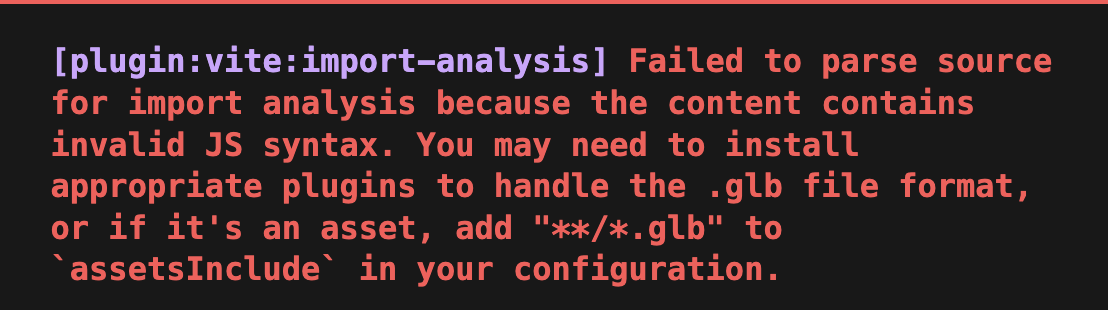 [plugin:vite:import-analysis] Failed to parse source
for import analysis because the content contains
invalid JS syntax. You may need to install
appropriate plugins to handle the .glb file format,
or if it's an asset, add "**/*.glb" to
`assetsInclude` in your configuration.